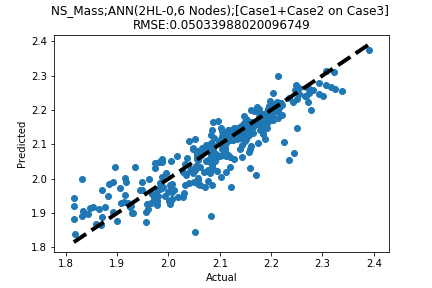 NS_Mass;ANN(2HL-0,6 Nodes);[Case1+Case2 on Case3]
RMSE:0.05033988020096749
2.4
2.3
2.2
2.1
2.0
1.9
1.8
Predicted
1.8 1.9 2.0 2.1 2.2 2.3 2.4
Actual